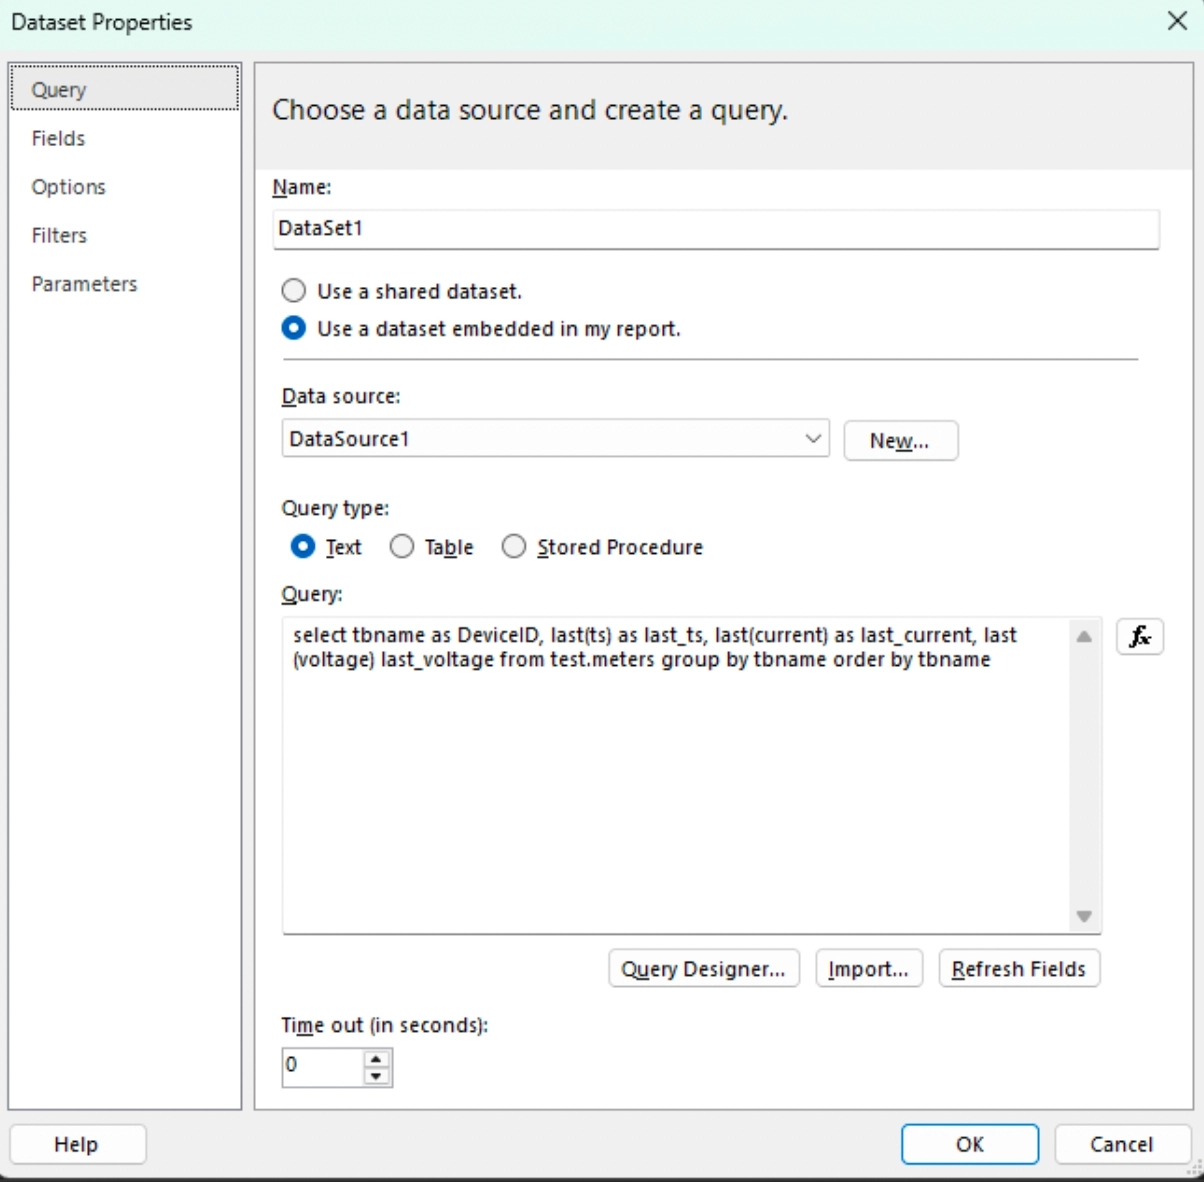 Dataset Properties
Query
Fields
Options
Filters
Parameters
Choose a data source and create a query.
Name:
DataSet1
Use a shared dataset.
Use a dataset embedded in my report.
Data source:
DataSource1
New...
Query type:
Text Table Stored Procedure
Query:
select tbname as DeviceID, last(ts) as last_ts, last(current) as last_current, last
(voltage) last_voltage from test.meters group by tbname order by tbname
fx
Query Designer... Import... Refresh Fields
Time out (in seconds):
0
Help OK Cancel